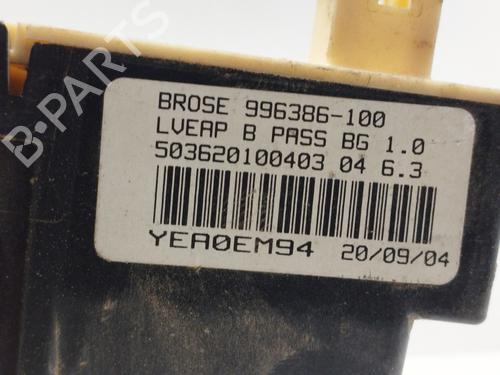 BROSE 996386-100
LVEAP B PASS BG 1.0
503620100403 04 6.3
YEA0EM94 20/09/04
B-PARTS